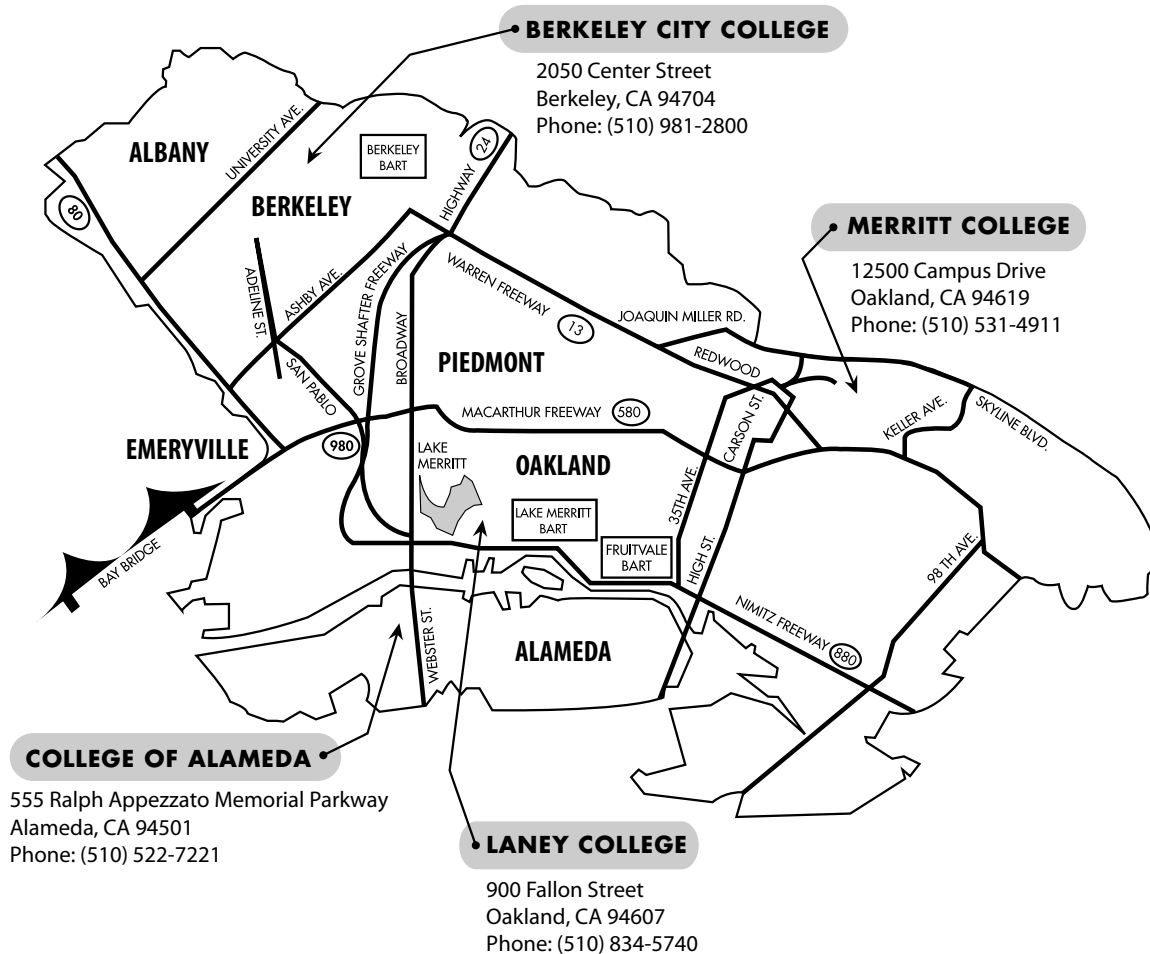 BERKELEY CITY COLLEGE
2050 Center Street
Berkeley, CA 94704
Phone: (510) 981-2800
ALBANY
UNIVERSITY AVE.
BERKELEY
BART
HIGHWAY
24
80
BERKELEY
MERRITT COLLEGE
12500 Campus Drive
Oakland, CA 94619
Phone: (510) 531-4911
ADELINE ST.
ASHBY AVE.
GROVE SHAFTER FREEWAY
BROADWAY
WARREN FREEWAY
13
JOAQUIN MILLER RD.
REDWOOD
SAN PABLO
PIEDMONT
MACARTHUR FREEWAY
580
CARSON ST.
KELLER AVE.
SKYLINE BLVD.
EMERYVILLE
980
LAKE
MERRITT
OAKLAND
35TH AVE.
LAKE MERRITT
BART
FRUITVALE
BART
HIGH ST.
98 TH AVE.
BAY BRIDGE
NIMITZ FREEWAY
880
WEBSTER ST.
ALAMEDA
COLLEGE OF ALAMEDA
555 Ralph Appezzato Memorial Parkway
Alameda, CA 94501
Phone: (510) 522-7221
LANEY COLLEGE
900 Fallon Street
Oakland, CA 94607
Phone: (510) 834-5740